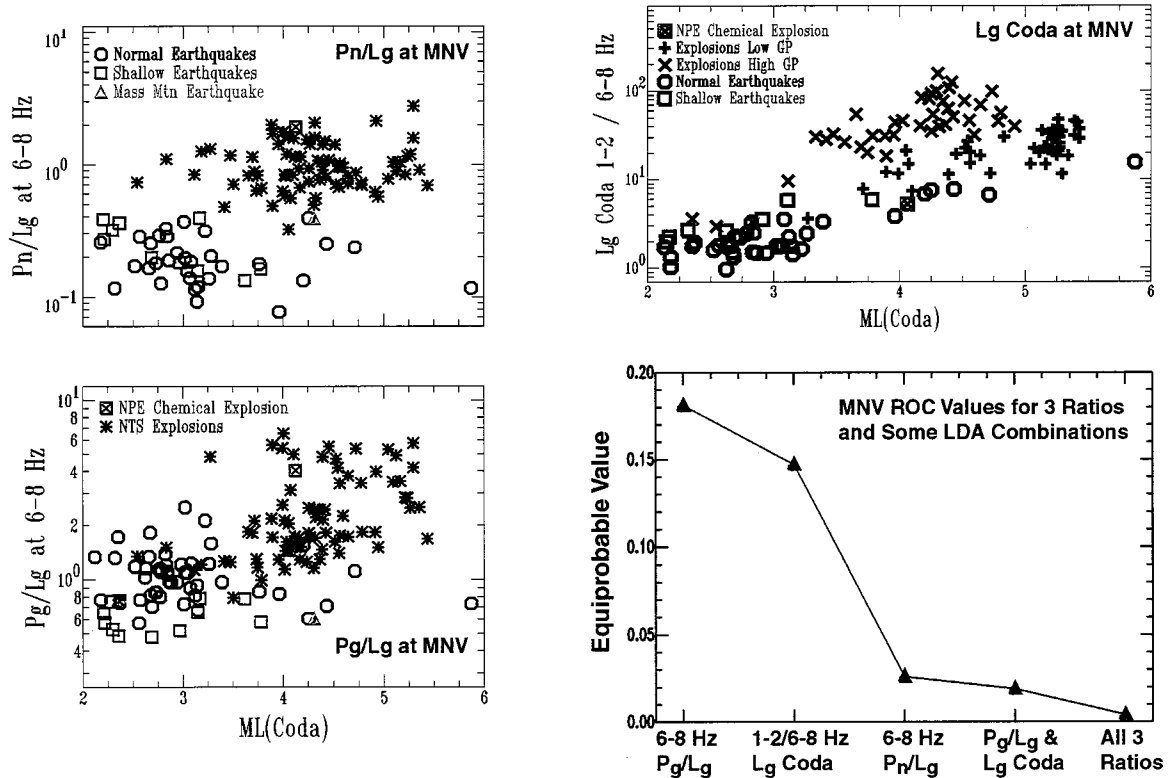 Pn/Lg at 6-8 Hz
10^1
10^0
10^-1
Pn/Lg at MNV
Normal Earthquakes
Shallow Earthquakes
Mass Mtn Earthquake
Lg Coda 1-2 / 6-8 Hz
10^2
10^1
10^0
Lg Coda at MNV
NPE Chemical Explosion
Explosions Low GP
Explosions High GP
Normal Earthquakes
Shallow Earthquakes
2 3 4 5 6
ML(Coda)
Pg/Lg at 6-8 Hz
10^1
8
6
4
2
10^0
8
6
4
NPE Chemical Explosion
NTS Explosions
Pg/Lg at MNV
2 3 4 5 6
ML(Coda)
Equiprobable Value
0.20
0.15
0.10
0.05
0.00
MNV ROC Values for 3 Ratios
and Some LDA Combinations
6-8 Hz 1-2/6-8 Hz 6-8 Hz Pg/Lg & All 3
Pg/Lg Lg Coda Pn/Lg Lg Coda Ratios